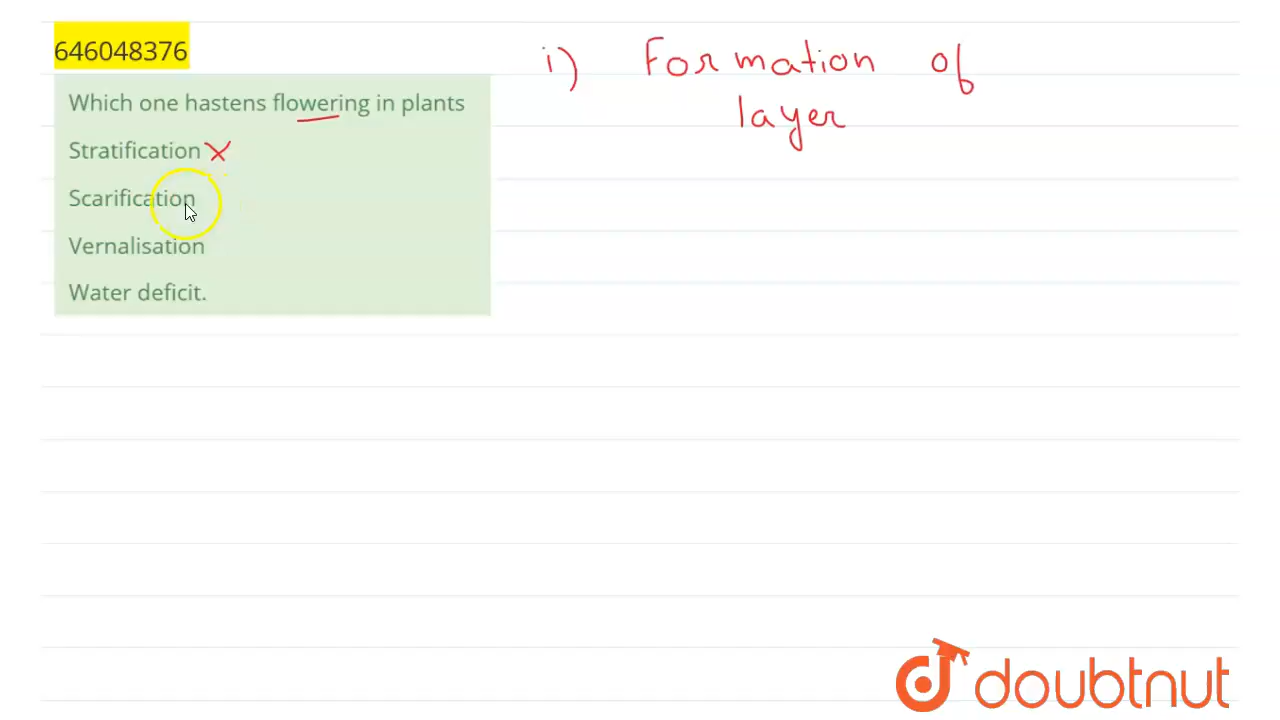 646048376
Which one hastens flowering in plants
Stratification X
Scarification
Vernalisation
Water deficit.
i) Formation of
layer
doubtnut